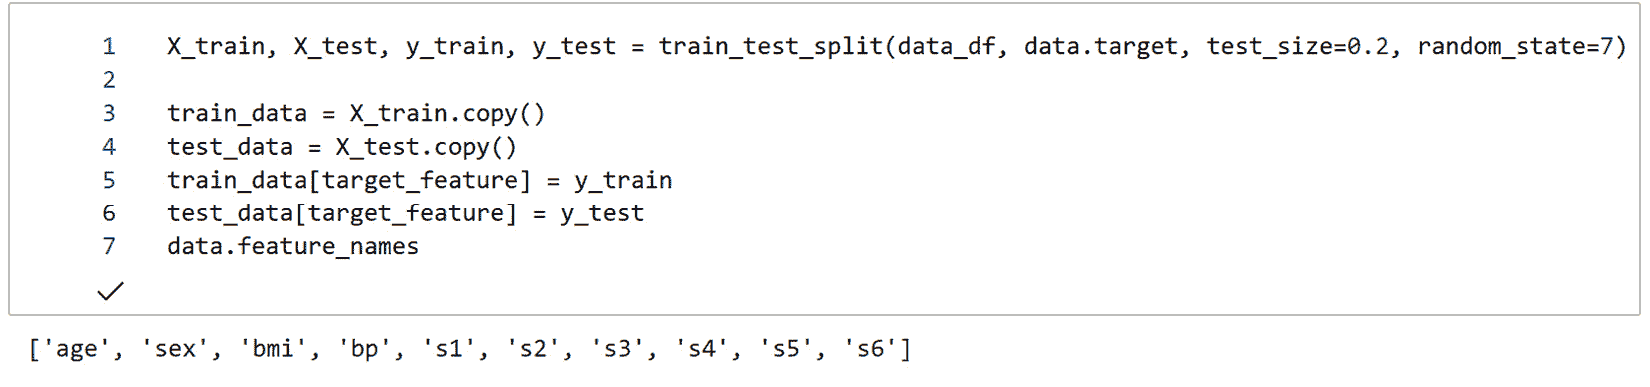 1 X_train, X_test, y_train, y_test = train_test_split(data_df, data.target, test_size=0.2, random_state=7)
2
3 train_data = X_train.copy()
4 test_data = X_test.copy()
5 train_data[target_feature] = y_train
6 test_data[target_feature] = y_test
7 data.feature_names
['age', 'sex', 'bmi', 'bp', 's1', 's2', 's3', 's4', 's5', 's6']